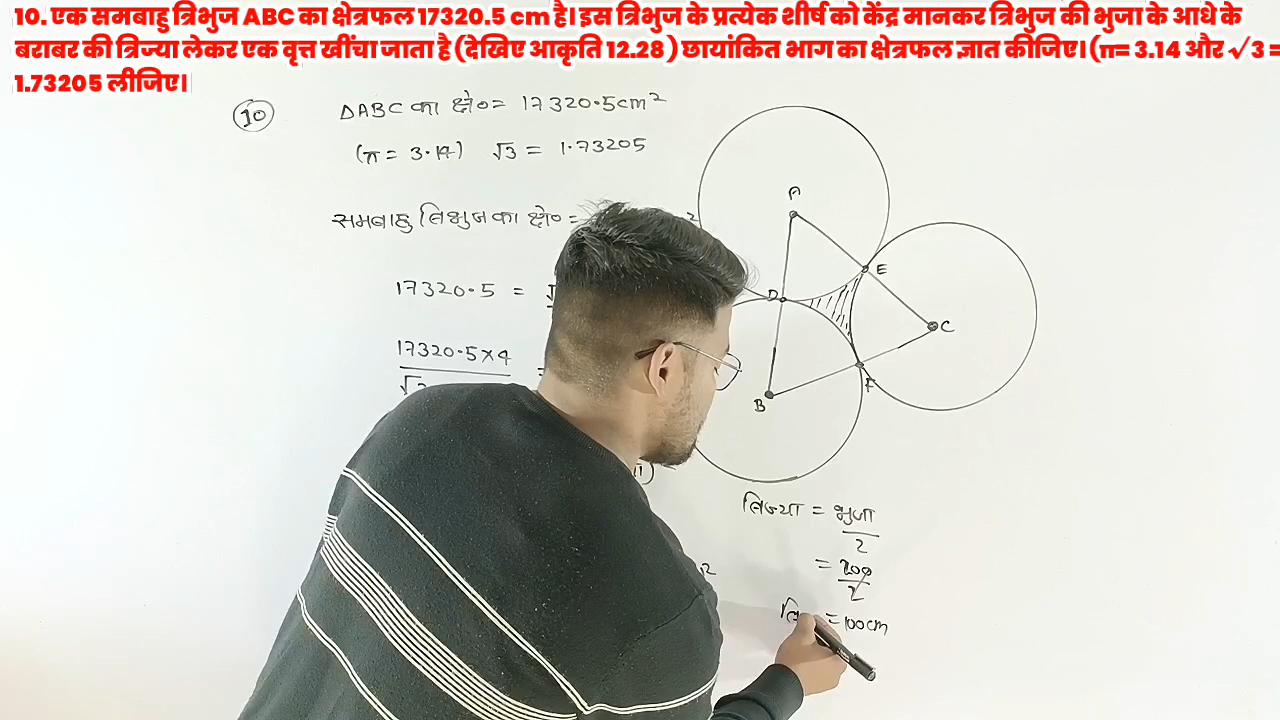 10. एक समबाहु त्रिभुज ABC का क्षेत्रफल 17320.5 cm है। इस त्रिभुज के प्रत्येक शीर्ष को केंद्र मानकर त्रिभुज की भुजा के आधे के
बराबर की त्रिज्या लेकर एक वृत्त खींचा जाता है (देखिए आकृति 12.28 ) छायांकित भाग का क्षेत्रफल ज्ञात कीजिए। (π= 3.14 और √3 =
1.73205 लीजिए।
10
ΔABC का क्षे० = 17320.5cm²
(π = 3.14) √3 = 1.73205
समबाहु त्रिभुज का क्षे० =
17320.5 =
17320.5×4
A
E
D
C
F
B
त्रिज्या = भुजा
2
= 200
2
= 100cm